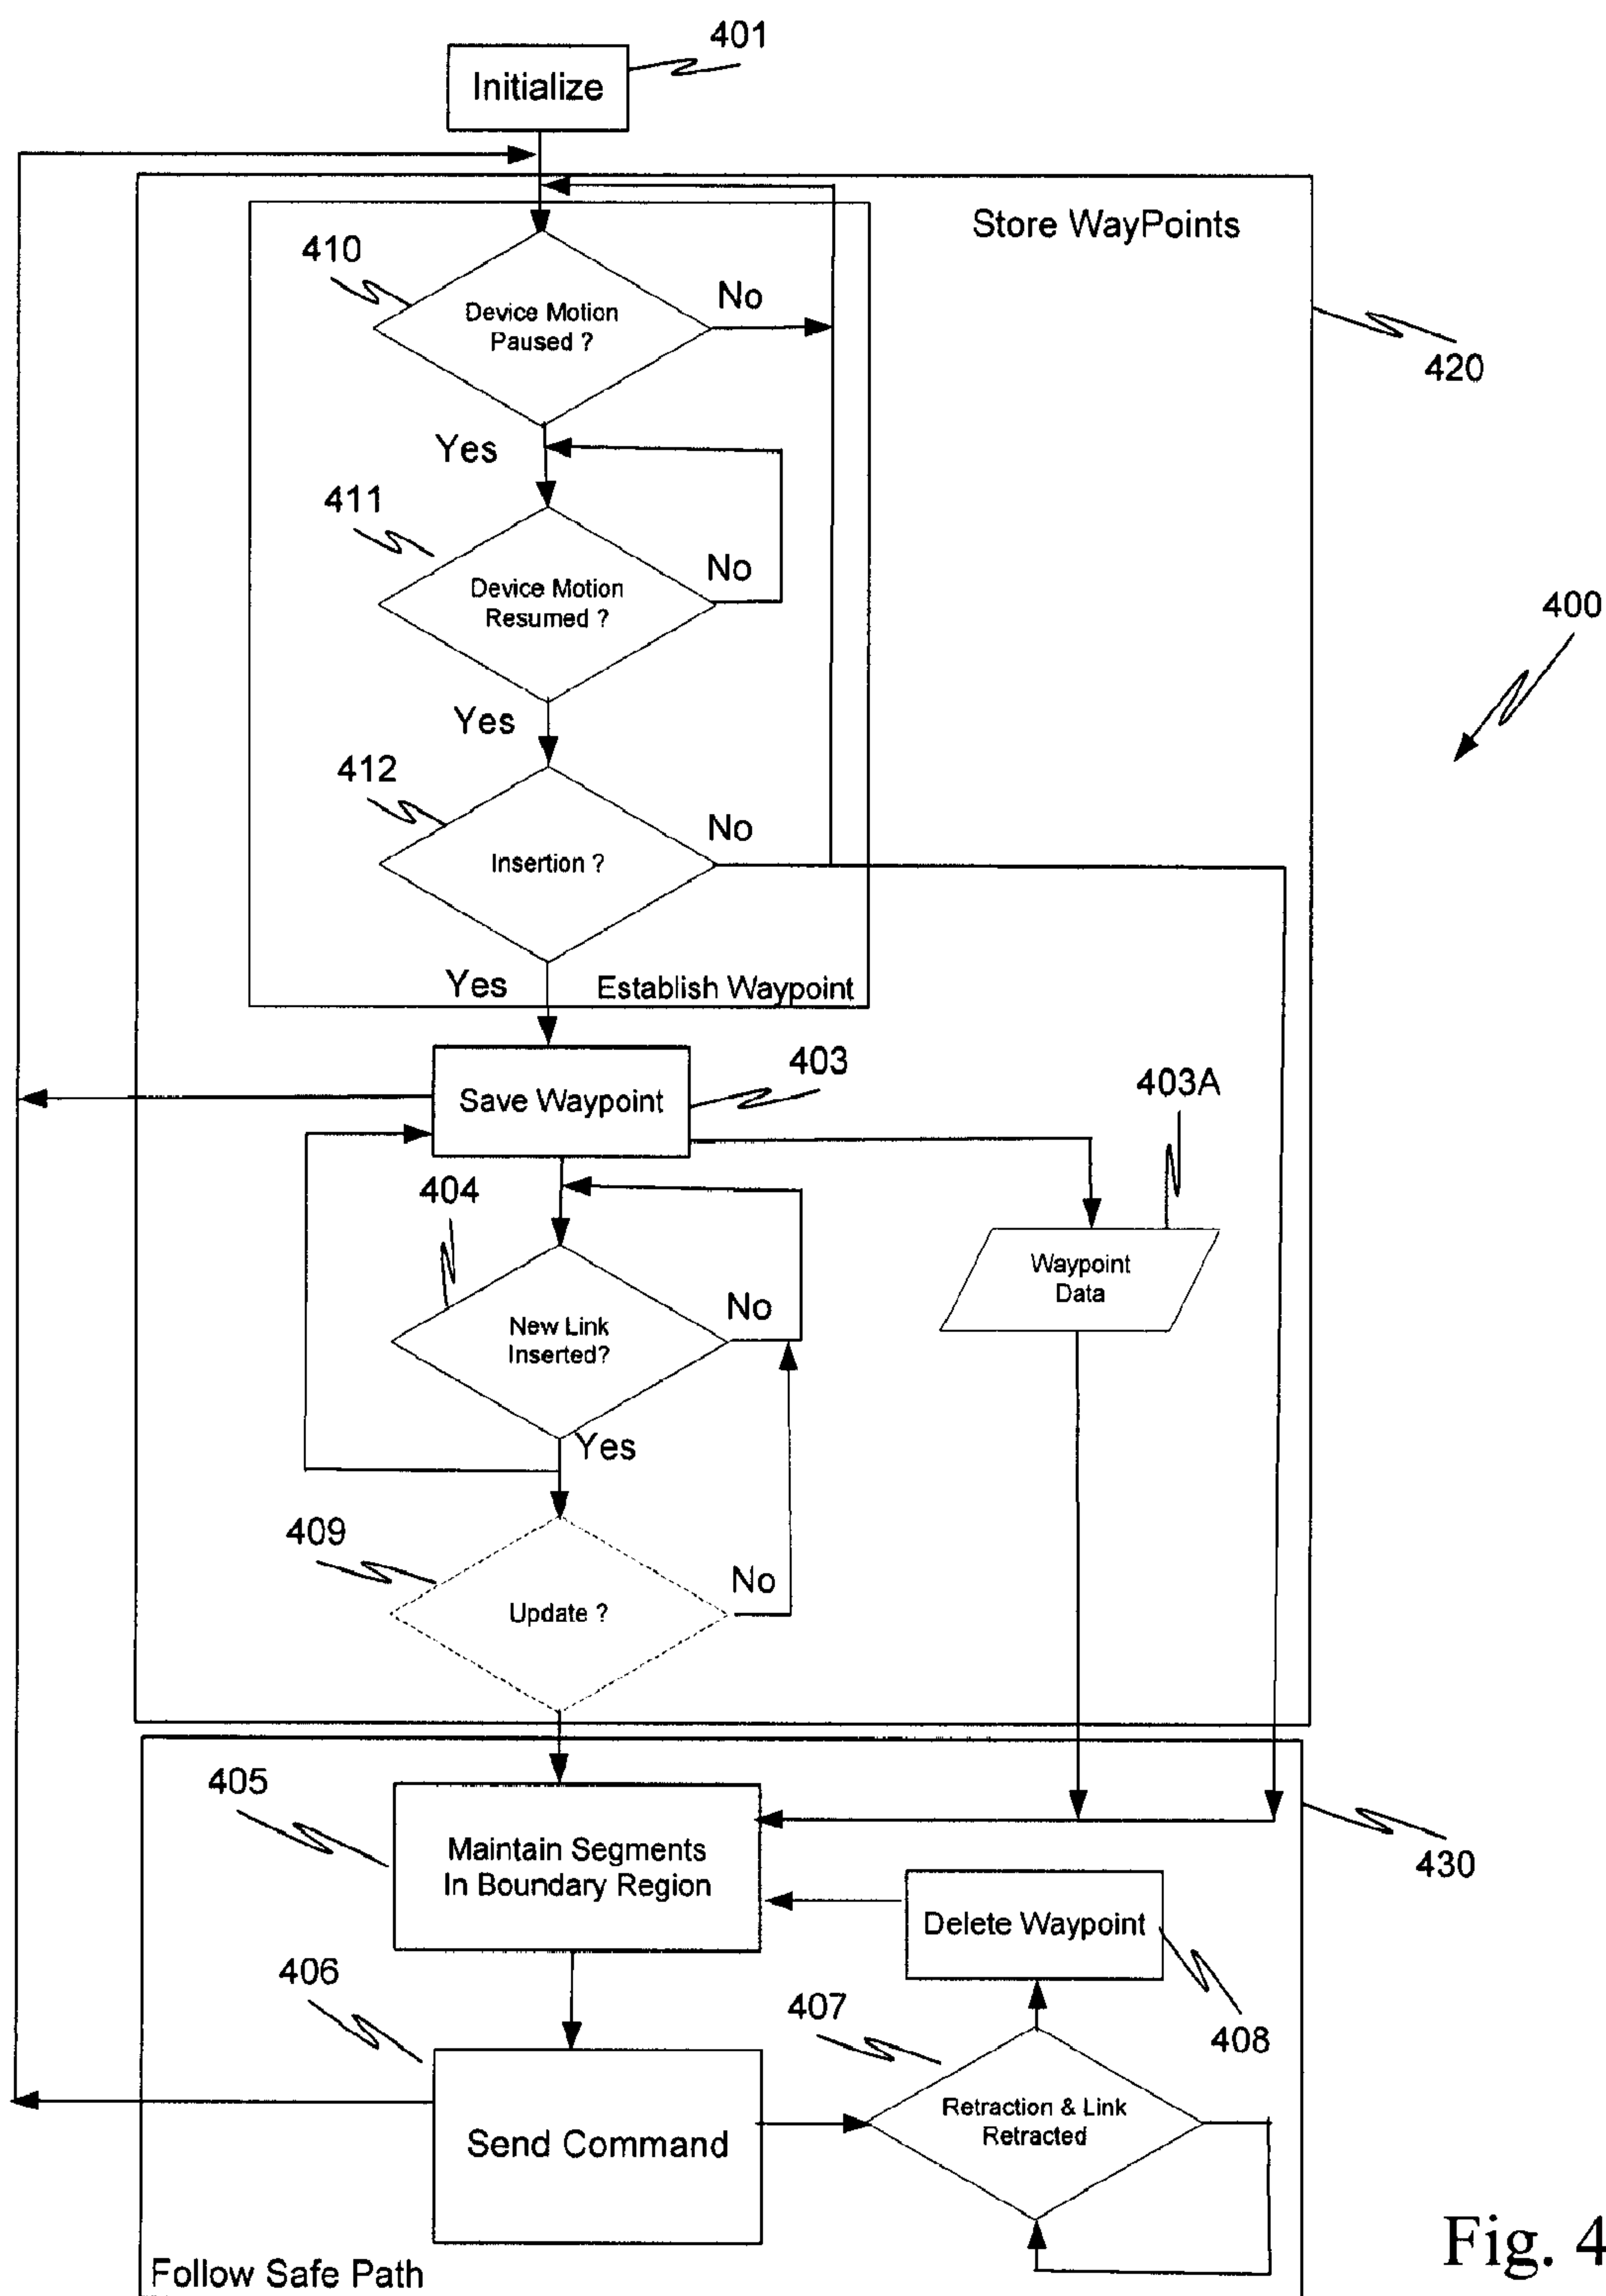 401
Initialize
Store WayPoints
410
Device Motion
Paused ?
No
420
Yes
411
Device Motion
Resumed ?
No
400
Yes
412
Insertion ?
No
Yes
Establish Waypoint
403
Save Waypoint
403A
404
Waypoint
Data
New Link
Inserted?
No
Yes
409
Update ?
No
405
Maintain Segments
In Boundary Region
430
Delete Waypoint
406
407
408
Retraction & Link
Retracted
Send Command
Follow Safe Path
Fig. 4